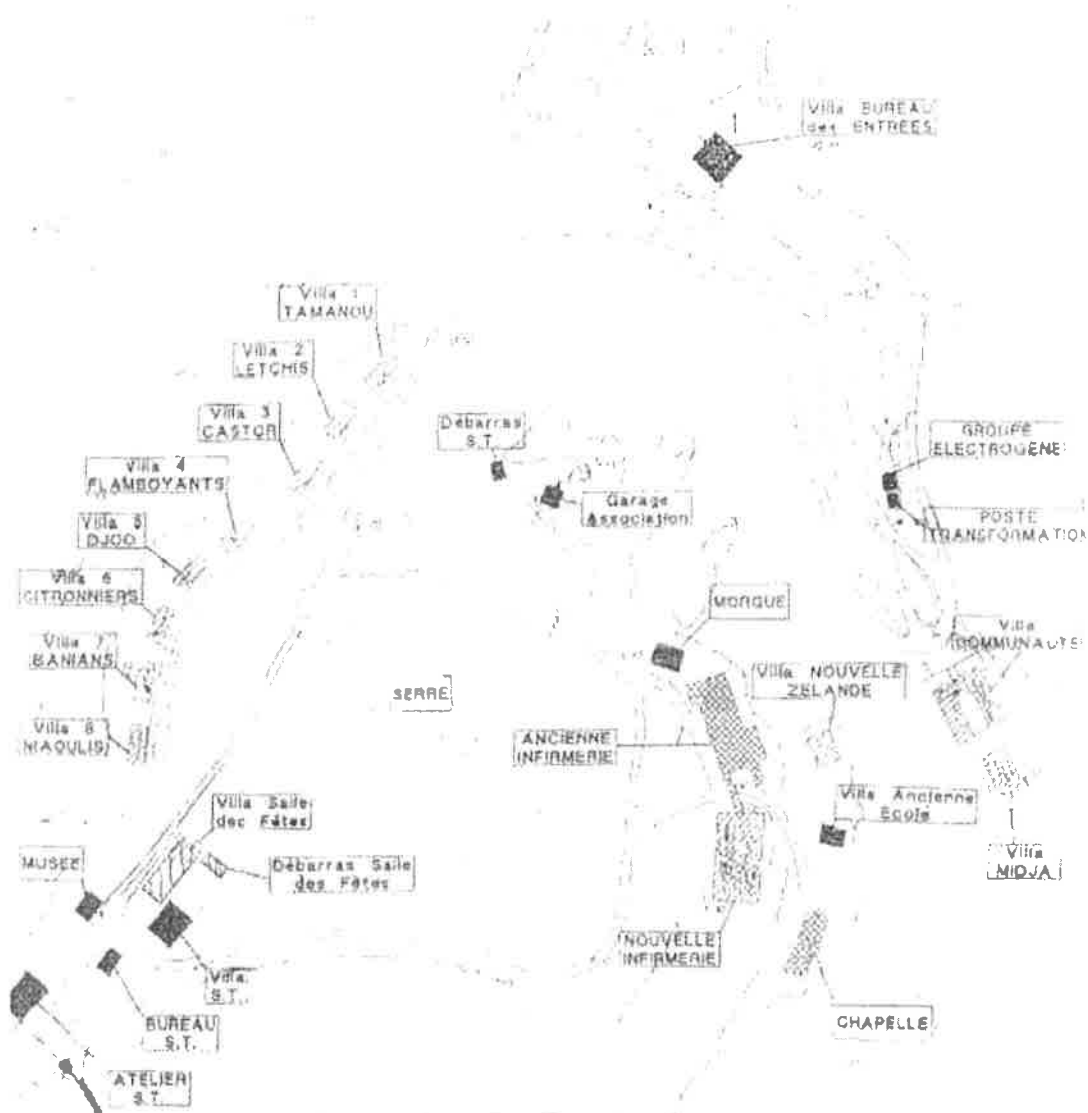 Villa BUREAU
des ENTRÉES
1
Villa 1
TAMANOU
Villa 2
LETCHIS
Villa 3
CASTOR
Villa 4
FLAMBOYANTS
Villa 5
DJOO
Villa 6
CITRONNIERS
Villa 7
BANIANS
Villa 8
NIAOULIS
Débarras
S.T.
Garage
Association
GROUPE
ELECTROGENE
POSTE
TRANSFORMATION
MORGUE
Villa
COMMUNAUTE
Villa NOUVELLE
ZELANDE
SERRE
ANCIENNE
INFIRMERIE
Villa Ancienne
Ecole
Villa
MIDJA
Villa Salle
des Fêtes
Débarras Salle
des Fêtes
MUSEE
NOUVELLE
INFIRMERIE
Villa
S.T.
BUREAU
S.T.
CHAPELLE
ATELIER
S.T.